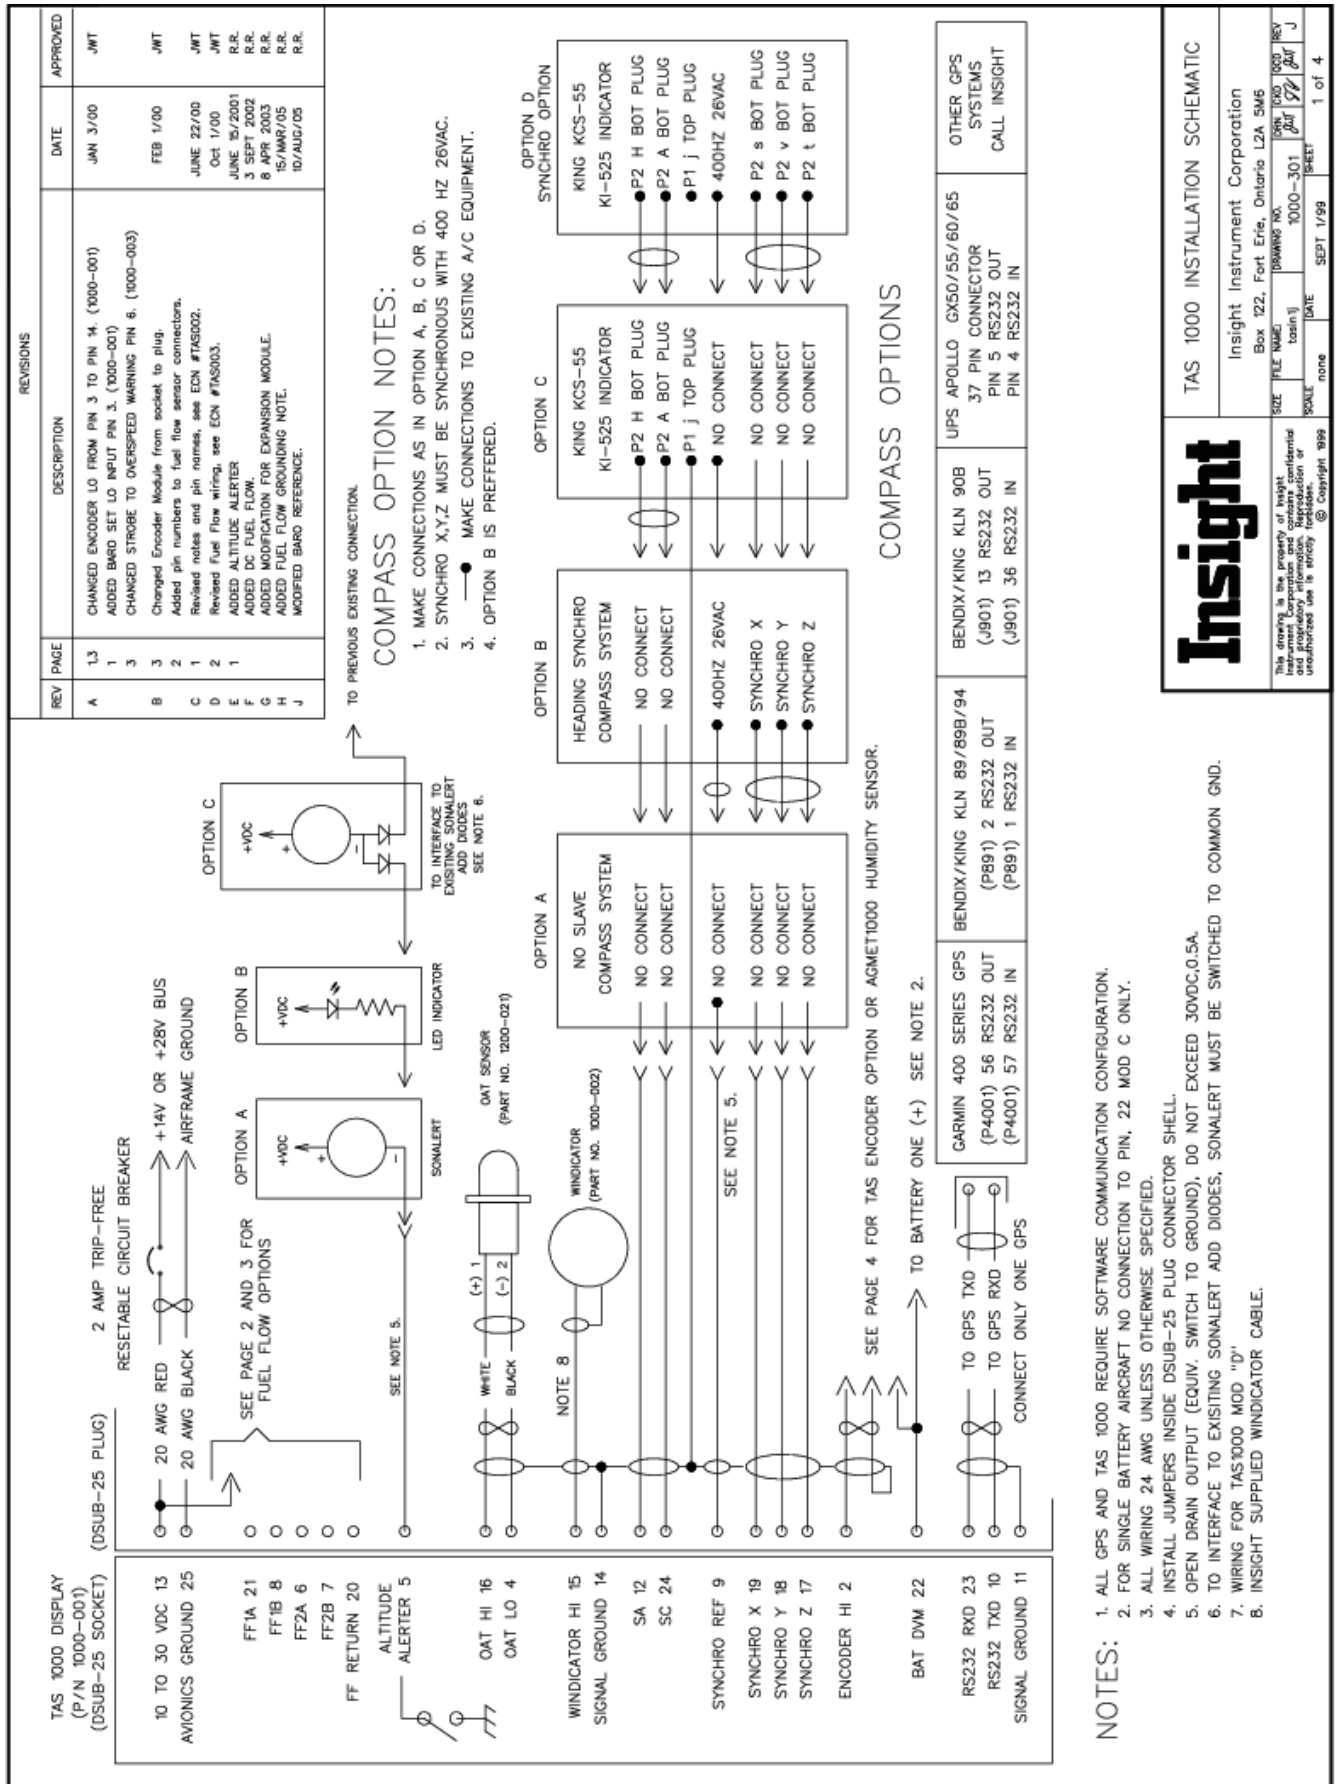 REVISIONS
REV PAGE DESCRIPTION DATE APPROVED
A 1,3 CHANGED ENCODER LO FROM PIN 3 TO PIN 14. (1000-001) JAN 3/00 JWT
1 ADDED BARO SET LO INPUT PIN 3. (1000-001)
3 CHANGED STROBE TO OVERSPEED WARNING PIN 6. (1000-003)
B 3 Changed Encoder Module from socket to plug. FEB 1/00 JWT
2 Added pin numbers to fuel flow sensor connectors.
C 1 Revised notes and pin names, see ECN #TAS002. JUNE 22/00 JWT
D 2 Revised Fuel Flow wiring, see ECN #TAS003. Oct 1/00 JWT
E 1 ADDED ALTITUDE ALERTER JUNE 15/2001 R.R.
F ADDED DC FUEL FLOW. 3 SEPT 2002 R.R.
G ADDED MODIFICATION FOR EXPANSION MODULE. 8 APR 2003 R.R.
H ADDED FUEL FLOW GROUNDING NOTE. 15/MAR/05 R.R.
J MODIFIED BARO REFERENCE. 10/AUG/05 R.R.
TAS 1000 DISPLAY
(P/N 1000-001)
(DSUB-25 SOCKET)
(DSUB-25 PLUG)
10 TO 30 VDC 13
AVIONICS GROUND 25
FF1A 21
FF1B 8
FF2A 6
FF2B 7
FF RETURN 20
ALTITUDE
ALERTER 5
OAT HI 16
OAT LO 4
WINDICATOR HI 15
SIGNAL GROUND 14
SA 12
SC 24
SYNCHRO REF 9
SYNCHRO X 19
SYNCHRO Y 18
SYNCHRO Z 17
ENCODER HI 2
BAT DVM 22
RS232 RXD 23
RS232 TXD 10
SIGNAL GROUND 11
2 AMP TRIP-FREE
RESETABLE CIRCUIT BREAKER
20 AWG RED
+14V OR +28V BUS
20 AWG BLACK
AIRFRAME GROUND
SEE PAGE 2 AND 3 FOR
FUEL FLOW OPTIONS
SEE NOTE 5.
OPTION A
+VDC
+
-
SONALERT
OPTION B
+VDC
LED INDICATOR
OPTION C
+VDC
+
-
TO INTERFACE TO
EXISITING SONALERT
ADD DIODES
SEE NOTE 6.
TO PREVIOUS EXISTING CONNECTION.
WHITE (+) 1
BLACK (-) 2
OAT SENSOR
(PART NO. 1200-021)
NOTE 8
WINDICATOR
(PART NO. 1000-002)
SEE NOTE 5.
COMPASS OPTION NOTES:
1. MAKE CONNECTIONS AS IN OPTION A, B, C OR D.
2. SYNCHRO X,Y,Z MUST BE SYNCHRONOUS WITH 400 HZ 26VAC.
3. MAKE CONNECTIONS TO EXISTING A/C EQUIPMENT.
4. OPTION B IS PREFFERED.
OPTION A
NO SLAVE
COMPASS SYSTEM
NO CONNECT
NO CONNECT
NO CONNECT
NO CONNECT
NO CONNECT
NO CONNECT
OPTION B
HEADING SYNCHRO
COMPASS SYSTEM
NO CONNECT
NO CONNECT
400HZ 26VAC
SYNCHRO X
SYNCHRO Y
SYNCHRO Z
OPTION C
KING KCS-55
KI-525 INDICATOR
P2 H BOT PLUG
P2 A BOT PLUG
P1 j TOP PLUG
NO CONNECT
NO CONNECT
NO CONNECT
NO CONNECT
OPTION D
SYNCHRO OPTION
KING KCS-55
KI-525 INDICATOR
P2 H BOT PLUG
P2 A BOT PLUG
P1 j TOP PLUG
400HZ 26VAC
P2 s BOT PLUG
P2 v BOT PLUG
P2 t BOT PLUG
COMPASS OPTIONS
SEE PAGE 4 FOR TAS ENCODER OPTION OR AGMET1000 HUMIDITY SENSOR.
TO BATTERY ONE (+) SEE NOTE 2.
TO GPS TXD
TO GPS RXD
CONNECT ONLY ONE GPS
GARMIN 400 SERIES GPS
(P4001) 56 RS232 OUT
(P4001) 57 RS232 IN
BENDIX/KING KLN 89/89B/94
(P891) 2 RS232 OUT
(P891) 1 RS232 IN
BENDIX/KING KLN 90B
(J901) 13 RS232 OUT
(J901) 36 RS232 IN
UPS APOLLO GX50/55/60/65
37 PIN CONNECTOR
PIN 5 RS232 OUT
PIN 4 RS232 IN
OTHER GPS
SYSTEMS
CALL INSIGHT
NOTES:
1. ALL GPS AND TAS 1000 REQUIRE SOFTWARE COMMUNICATION CONFIGURATION.
2. FOR SINGLE BATTERY AIRCRAFT NO CONNECTION TO PIN, 22 MOD C ONLY.
3. ALL WIRING 24 AWG UNLESS OTHERWISE SPECIFIED.
4. INSTALL JUMPERS INSIDE DSUB-25 PLUG CONNECTOR SHELL.
5. OPEN DRAIN OUTPUT (EQUIV. SWITCH TO GROUND), DO NOT EXCEED 30VDC,0.5A.
6. TO INTERFACE TO EXISITING SONALERT ADD DIODES, SONALERT MUST BE SWITCHED TO COMMON GND.
7. WIRING FOR TAS1000 MOD "D"
8. INSIGHT SUPPLIED WINDICATOR CABLE.
Insight
This drawing is the property of Insight
Instrument Corporation and contains confidential
and proprietary information. Reproduction or
unauthorized use is strictly forbidden.
© Copyright 1999
TAS 1000 INSTALLATION SCHEMATIC
Insight Instrument Corporation
Box 122, Fort Erie, Ontario L2A 5M6
SIZE FILE NAME: tasin1j DRAWING NO. 1000-301 DRN CKD QCD REV J
SCALE none DATE SEPT 1/99 SHEET 1 of 4